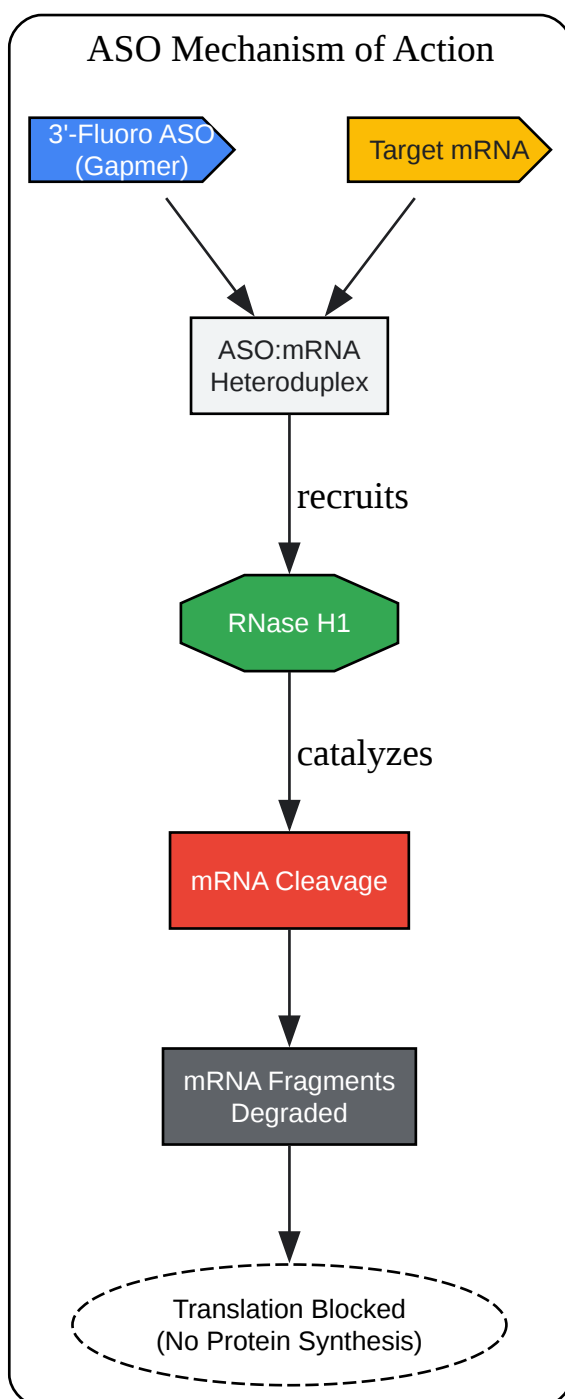 ASO Mechanism of Action
3'-Fluoro ASO
(Gapmer)
Target mRNA
ASO:mRNA
Heteroduplex
recruits
RNase H1
catalyzes
mRNA Cleavage
mRNA Fragments
Degraded
Translation Blocked
(No Protein Synthesis)